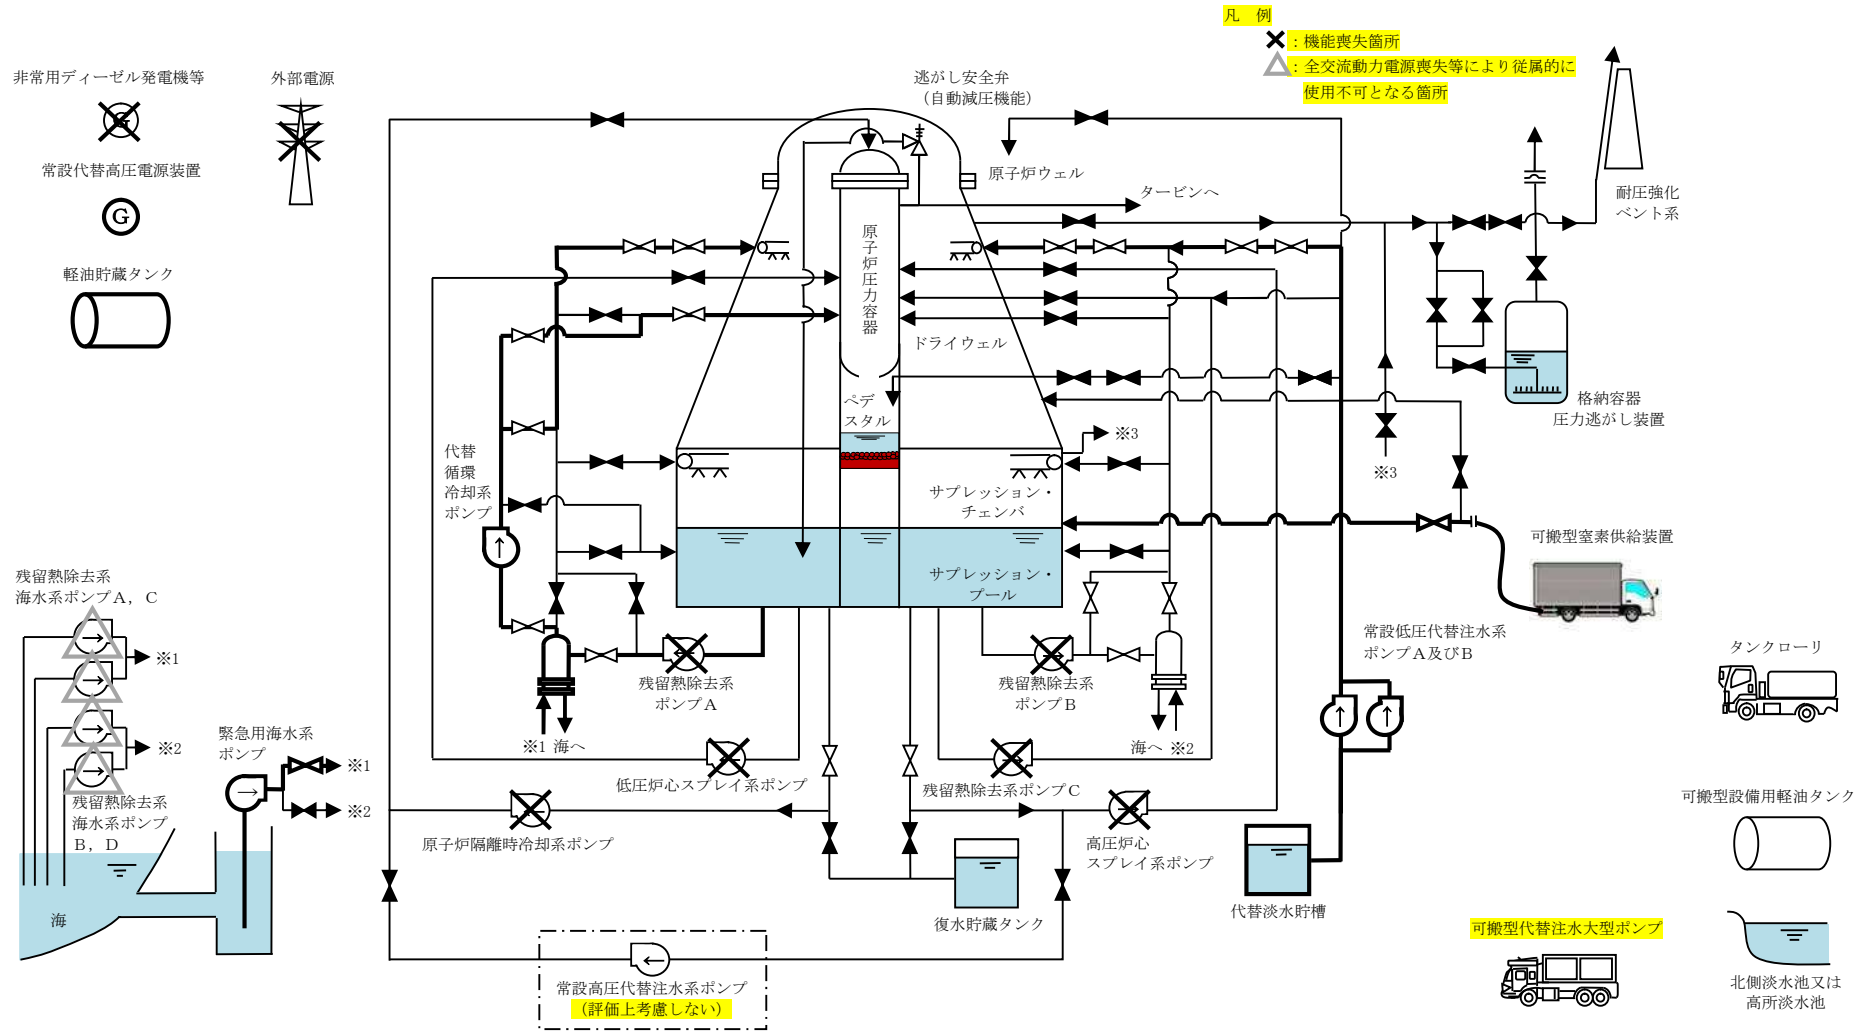 凡　例
：機能喪失箇所
：全交流動力電源喪失等により従属的に
使用不可となる箇所
非常用ディーゼル発電機等
G
外部電源
常設代替高圧電源装置
G
軽油貯蔵タンク
逃がし安全弁
（自動減圧機能）
原子炉ウェル
タービンへ
耐圧強化
ベント系
原子炉圧力容器
ドライウェル
ペデ
スタル
※3
※3
格納容器
圧力逃がし装置
代替
循環
冷却系
ポンプ
サプレッション・
チェンバ
サプレッション・
プール
可搬型窒素供給装置
残留熱除去系
海水系ポンプＡ，Ｃ
※1
※2
残留熱除去系
海水系ポンプ
Ｂ，Ｄ
緊急用海水系
ポンプ
※1
※2
海
残留熱除去系
ポンプＡ
※1 海へ
残留熱除去系
ポンプＢ
海へ ※2
常設低圧代替注水系
ポンプＡ及びＢ
タンクローリ
低圧炉心スプレイ系ポンプ
残留熱除去系ポンプＣ
原子炉隔離時冷却系ポンプ
高圧炉心
スプレイ系ポンプ
可搬型設備用軽油タンク
復水貯蔵タンク
代替淡水貯槽
可搬型代替注水大型ポンプ
常設高圧代替注水系ポンプ
（評価上考慮しない）
北側淡水池又は
高所淡水池